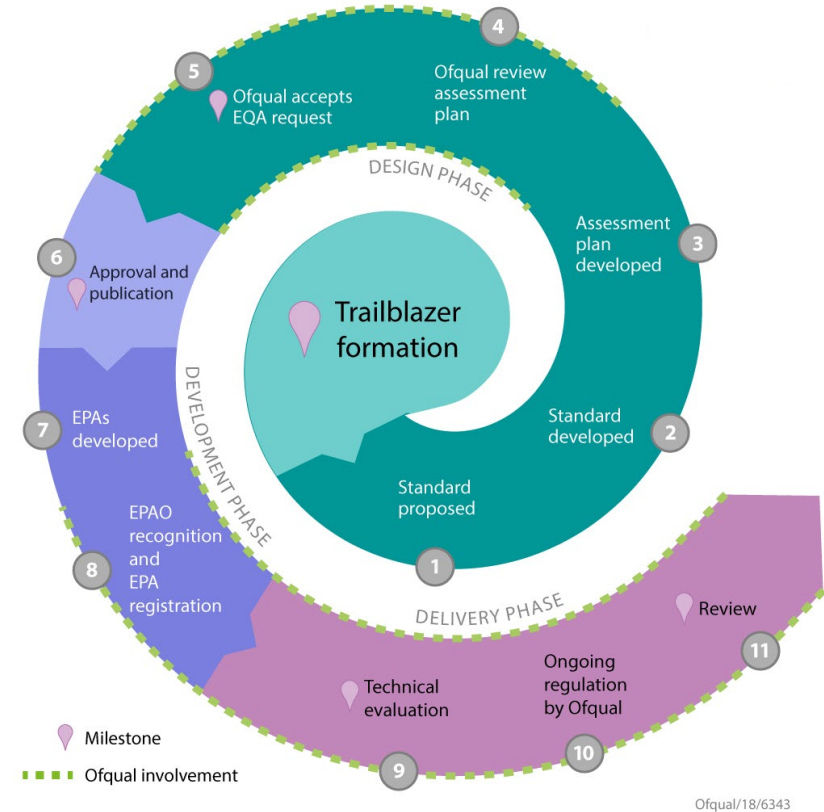 Trailblazer
formation
DESIGN PHASE
1
Standard
proposed
2
Standard
developed
3
Assessment
plan
developed
4
Ofqual review
assessment
plan
5
Ofqual accepts
EQA request
6
Approval and
publication
DEVELOPMENT PHASE
7
EPAs
developed
8
EPAO
recognition
and
EPA
registration
DELIVERY PHASE
9
Technical
evaluation
10
Ongoing
regulation
by Ofqual
11
Review
Milestone
Ofqual involvement
Ofqual/18/6343